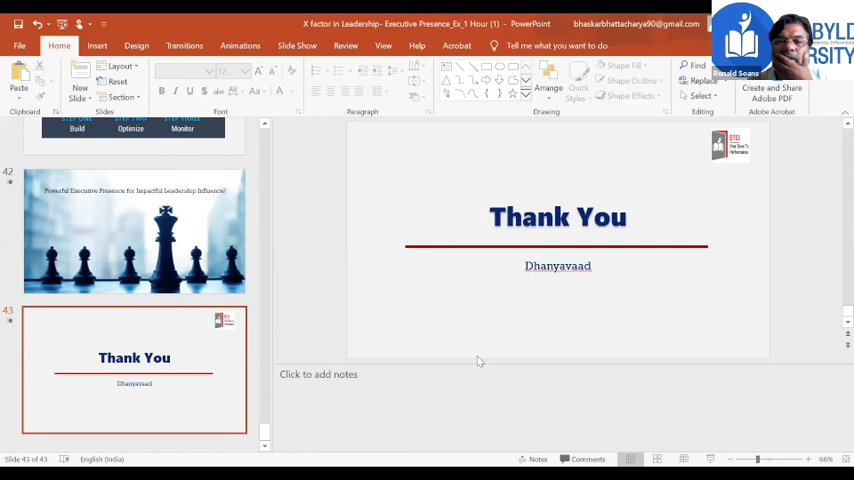 X factor in Leadership- Executive Presence_Ex_1 Hour (1) - PowerPoint
bhaskarbhattacharya90@gmail.com
BYLD
ERSITY
Ronald Soans
File
Home
Insert
Design
Transitions
Animations
Slide Show
Review
View
Help
Acrobat
Tell me what you want to do
Paste
New
Slide
Layout
Reset
Section
12
Arrange
Quick
Styles
Shape Fill
Shape Outline
Shape Effects
Find
Replace
Select
Create and Share
Adobe PDF
Clipboard
Slides
Font
Paragraph
Drawing
Editing
Adobe Acrobat
STEP ONE
STEP TWO
STEP THREE
Build
Optimize
Monitor
42
Powerful Executive Presence for Impactful Leadership Influence!
43
Thank You
Dhanyavaad
Thank You
Dhanyavaad
Click to add notes
Slide 43 of 43
English (India)
Notes
Comments
66%